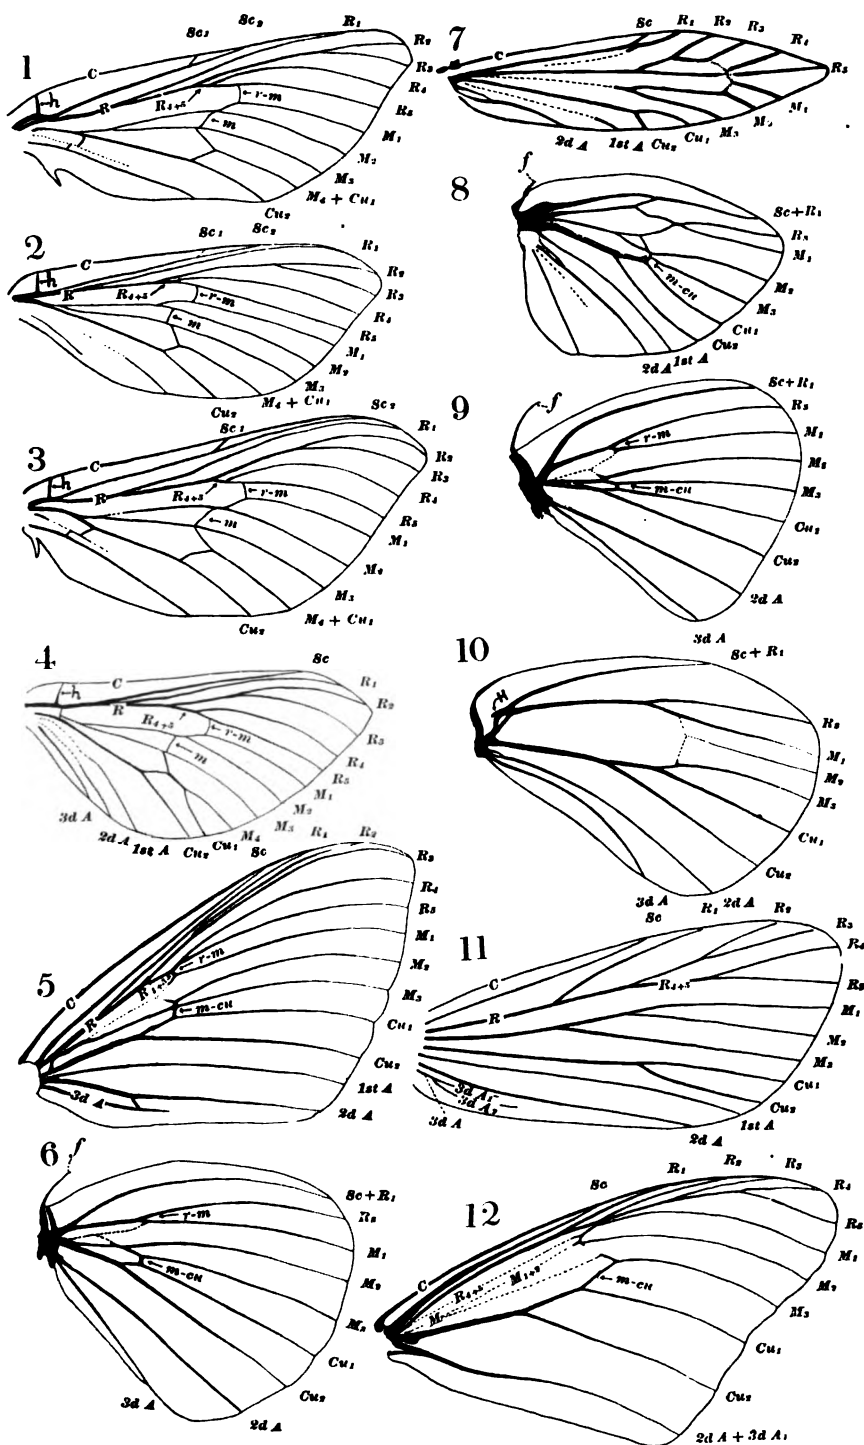 1
Sc1 Sc2 R1
R2
R3
R4
R5
M1
M2
M3
M4 + Cu1
Cu2
C
h
R
R4+5
r-m
m
2
Sc1 Sc2
R1
R2
R3
R4
R5
M1
M2
M3
M4 + Cu1
Cu2
C
h
R
R4+5
r-m
m
3
Sc1
Sc2
R1
R2
R3
R4
R5
M1
M2
M3
M4 + Cu1
Cu2
C
h
R
R4+5
r-m
m
4
Sc
R1
R2
R3
R4
R5
M1
M2
M3
M4
Cu1
Cu2
1st A
2d A
3d A
C
h
R
R4+5
r-m
m
5
Sc
R1
R2
R3
R4
R5
M1
M2
M3
Cu1
Cu2
1st A
2d A
3d A
C
R
r-m
m-cu
6
f
Sc+R1
Rs
M1
M2
M3
Cu1
Cu2
2d A
3d A
r-m
m-cu
7
Sc R1 R2 R3
R4
R5
M1
M2
M3
Cu1
Cu2
1st A
2d A
C
8
f
Sc+R1
Rs
M1
M2
M3
Cu1
Cu2
1st A
2d A
m-cu
9
f
Sc+R1
Rs
M1
M2
M3
Cu2
Cu2
2d A
3d A
r-m
m-cu
10
Sc + R1
H
Rs
M1
M2
M3
Cu1
Cu2
2d A
3d A
11
Sc
R1
R2
R3
R4
R5
M1
M2
M3
Cu1
Cu2
1st A
2d A
3d A1
3d A2
3d A
C
R
R4+5
12
Sc
R1
R2
R3
R4
R5
M1
M2
M3
Cu1
Cu2
2d A + 3d A1
C
R4+5
M1+2
M
m-cu